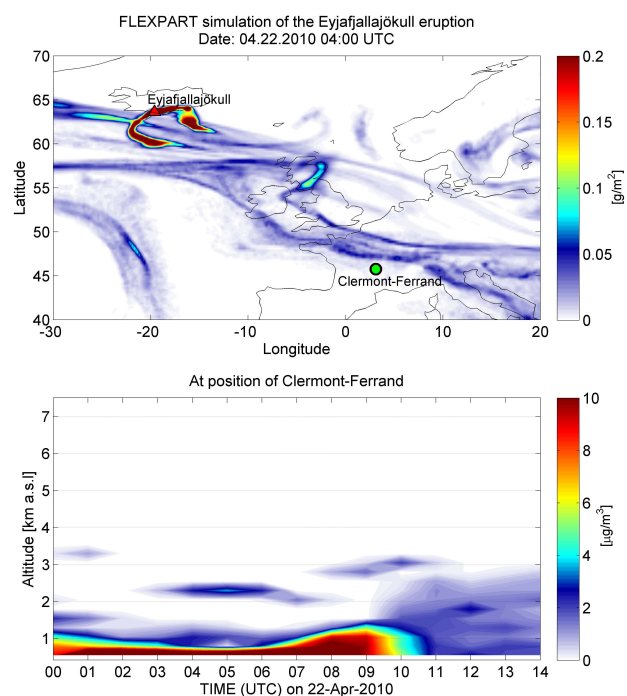 FLEXPART simulation of the Eyjafjallajökull eruption
Date: 04.22.2010 04:00 UTC
70
65
60
55
50
45
40
Latitude
Eyjafjallajökull
Clermont-Ferrand
-30 -20 -10 0 10 20
Longitude
0.2
0.15
0.1
0.05
0
[g/m²]
At position of Clermont-Ferrand
7
6
5
4
3
2
1
Altitude [km a.s.l]
00 01 02 03 04 05 06 07 08 09 10 11 12 13 14
TIME (UTC) on 22-Apr-2010
10
8
6
4
2
0
[µg/m³]